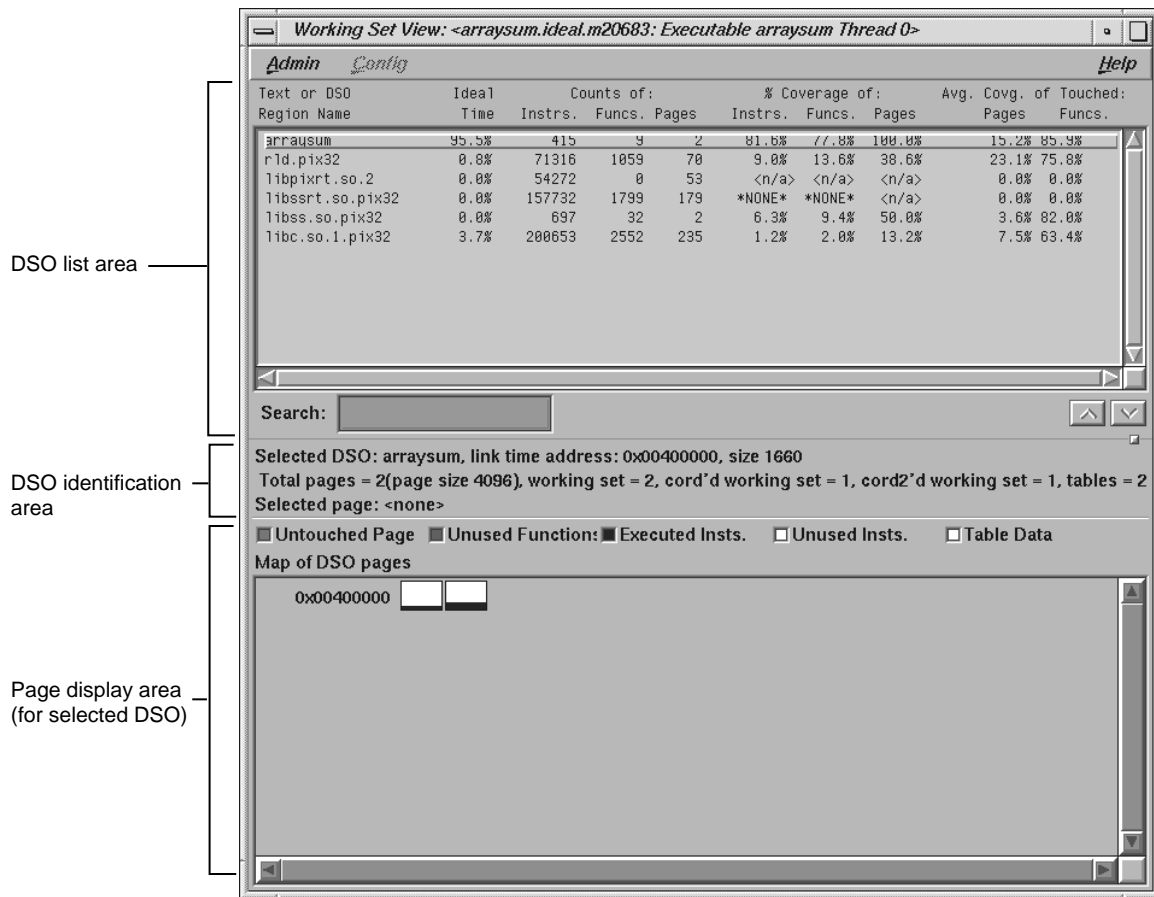 Working Set View: <arraysum.ideal.m20683: Executable arraysum Thread 0>
Admin Config Help
Text or DSO Ideal Counts of: % Coverage of: Avg. Covg. of Touched:
Region Name Time Instrs. Funcs. Pages Instrs. Funcs. Pages Pages Funcs.
arraysum 95.5% 415 9 2 81.6% 77.8% 100.0% 15.2% 85.9%
rld.pix32 0.8% 71316 1059 70 9.0% 13.6% 38.6% 23.1% 75.8%
libpixrt.so.2 0.0% 54272 0 53 <n/a> <n/a> <n/a> 0.0% 0.0%
libssrt.so.pix32 0.0% 157732 1799 179 *NONE* *NONE* <n/a> 0.0% 0.0%
libss.so.pix32 0.0% 697 32 2 6.3% 9.4% 50.0% 3.6% 82.0%
libc.so.1.pix32 3.7% 200653 2552 235 1.2% 2.0% 13.2% 7.5% 63.4%
DSO list area
Search:
Selected DSO: arraysum, link time address: 0x00400000, size 1660
Total pages = 2(page size 4096), working set = 2, cord'd working set = 1, cord2'd working set = 1, tables = 2
Selected page: <none>
DSO identification
area
Untouched Page Unused Functions Executed Insts. Unused Insts. Table Data
Map of DSO pages
0x00400000
Page display area
(for selected DSO)